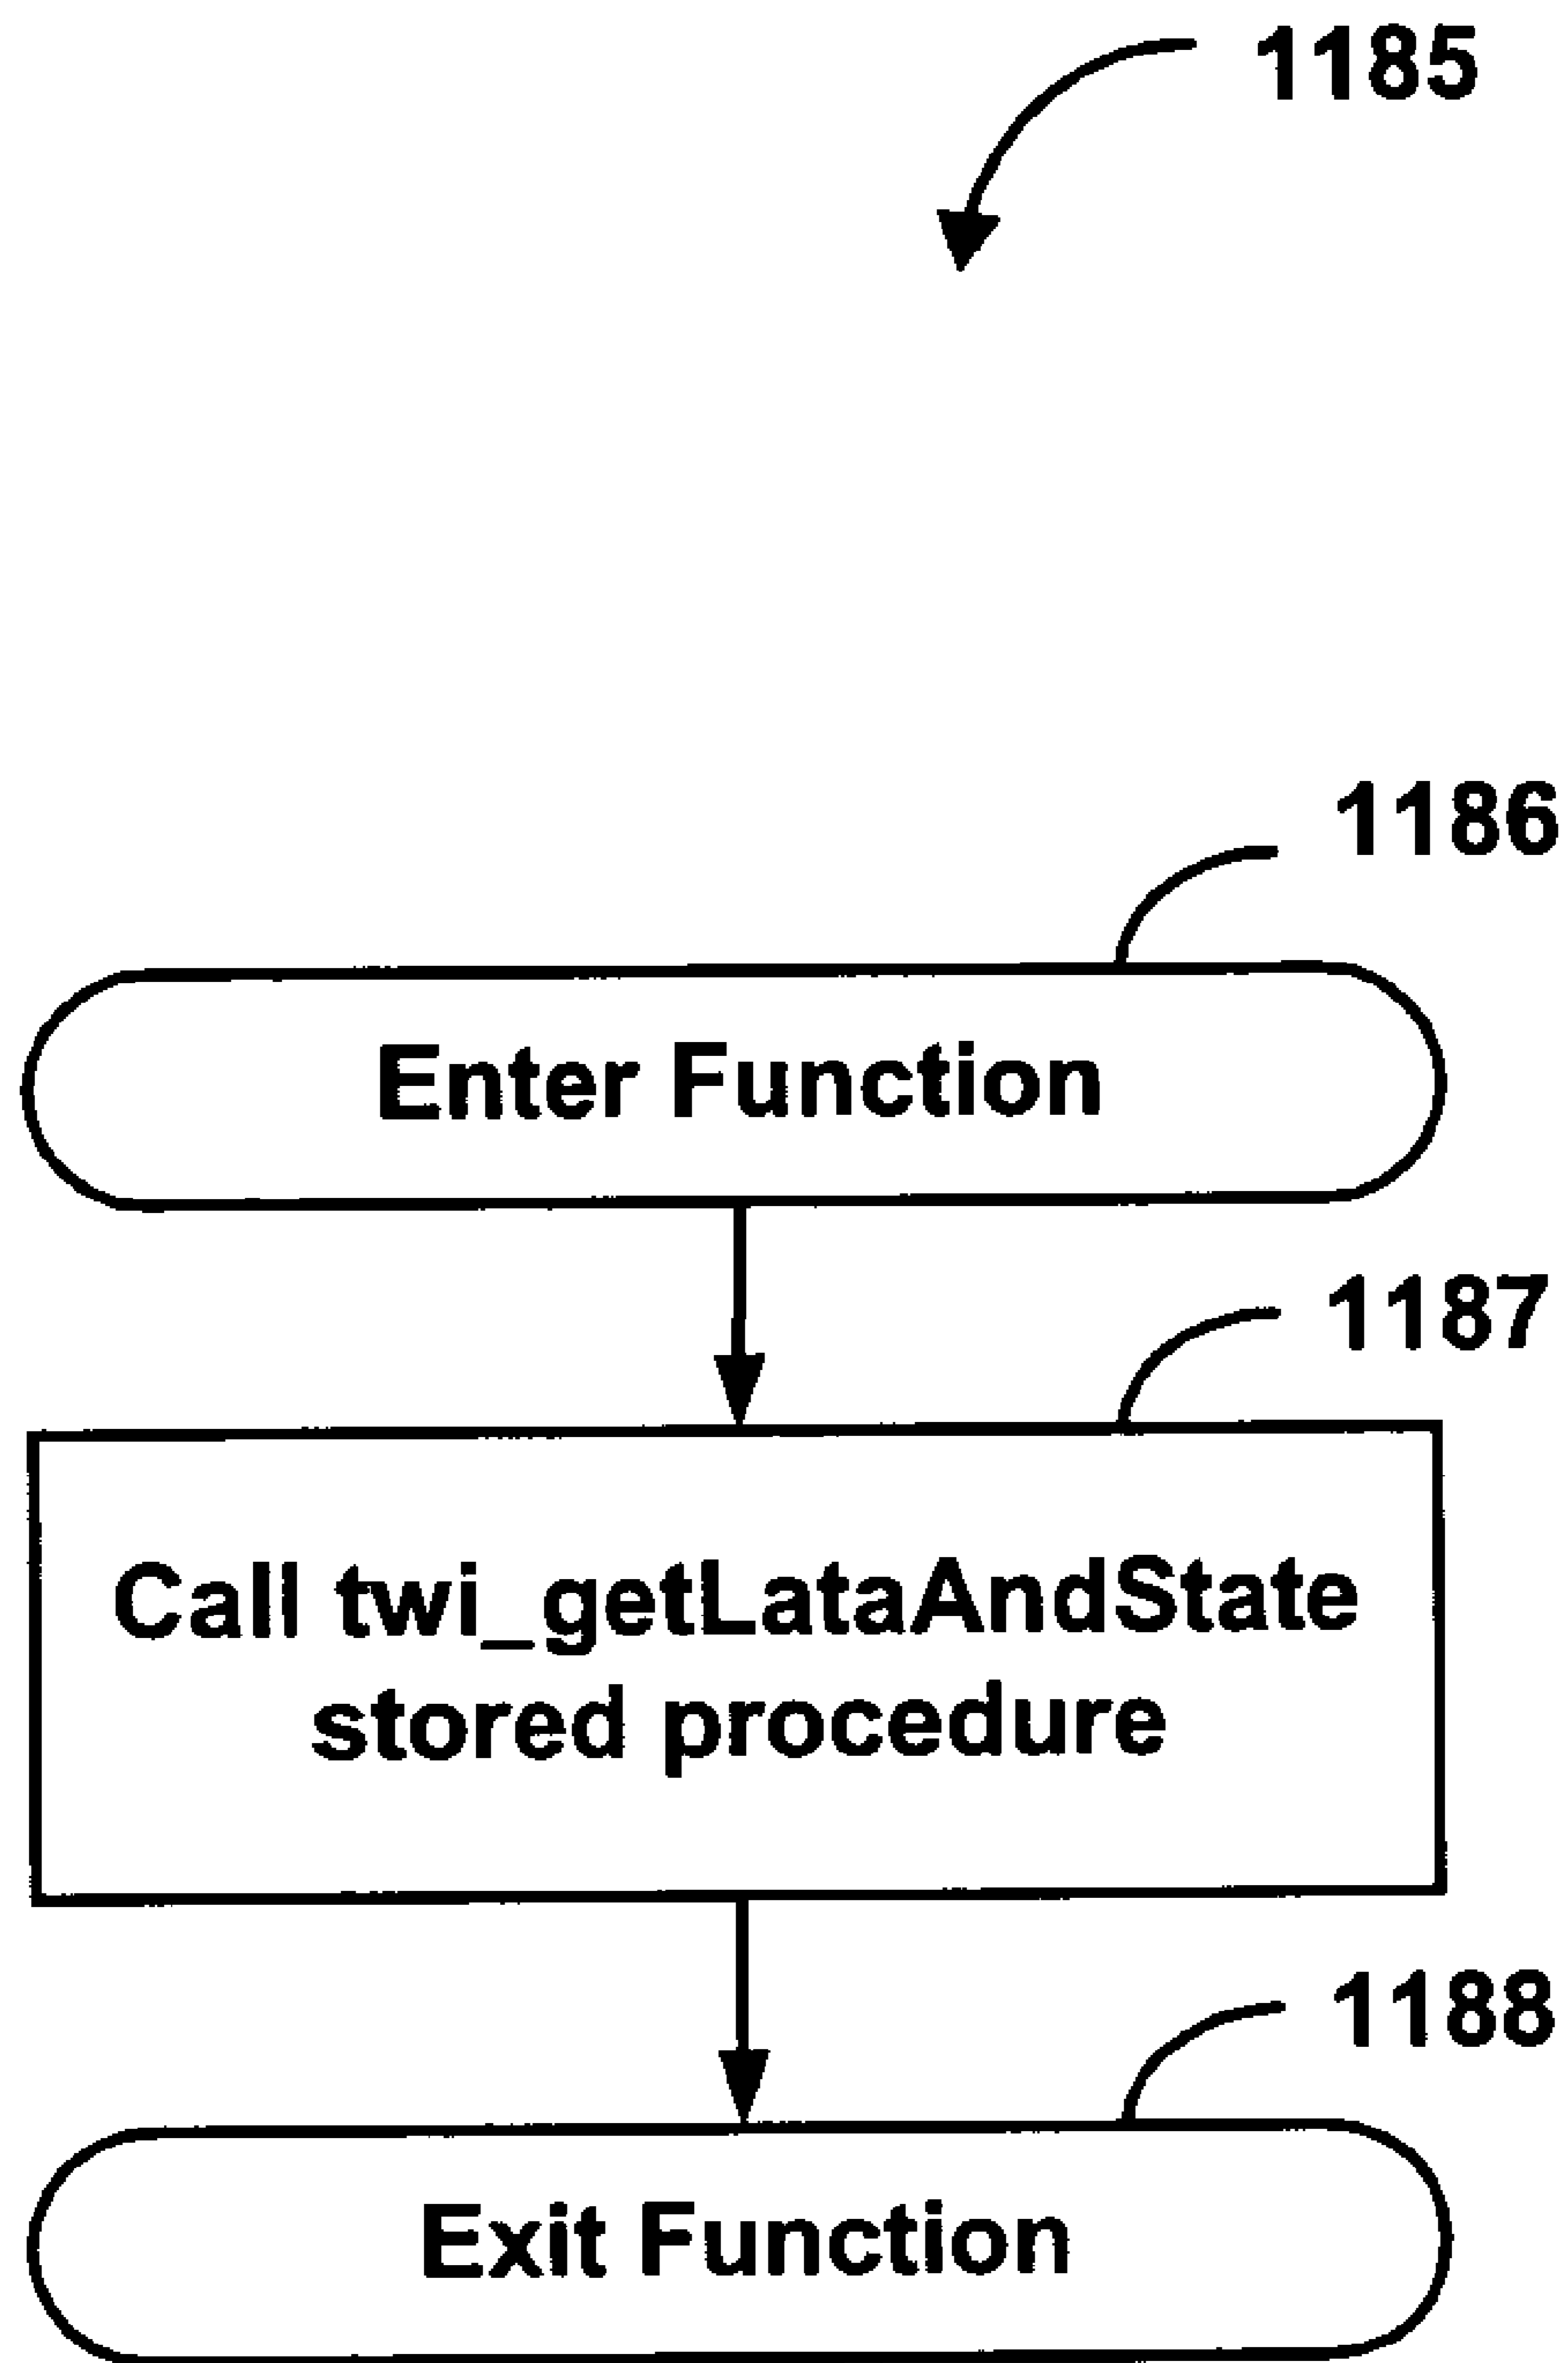 1185
1186
Enter Function
1187
Call twi_getLataAndState
stored procedure
1188
Exit Function